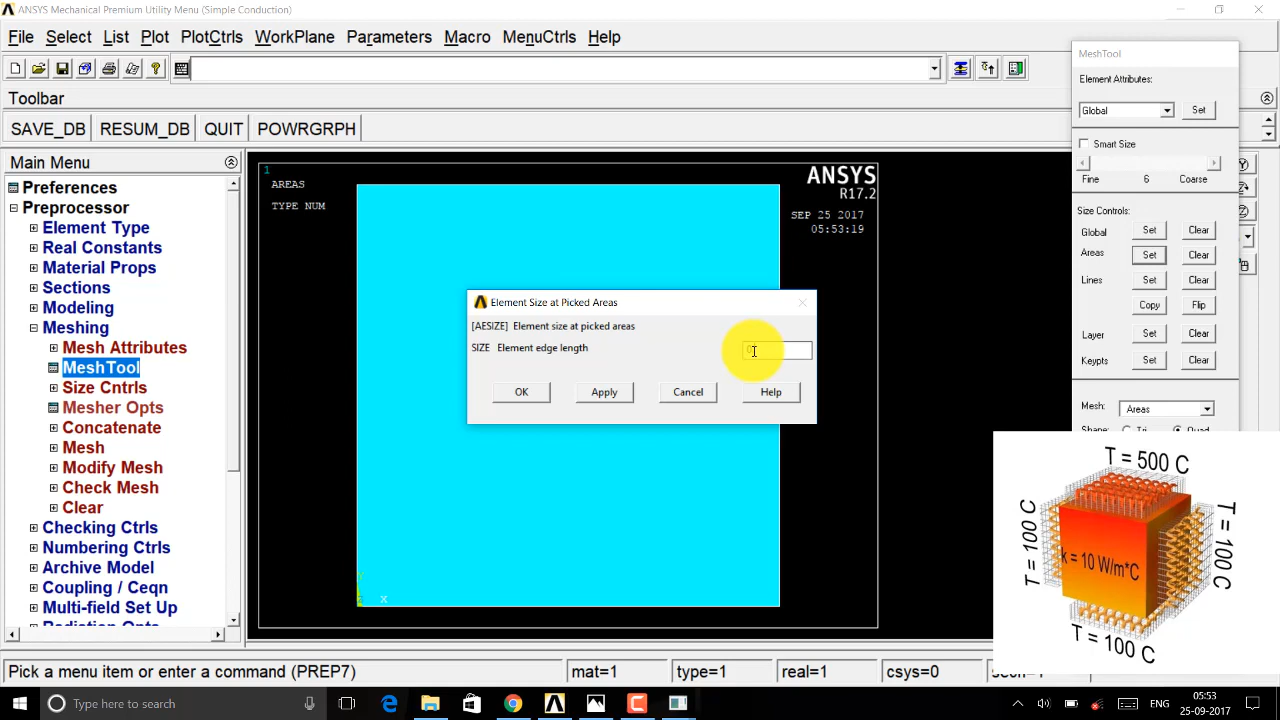 ANSYS Mechanical Premium Utility Menu (Simple Conduction)
File Select List Plot PlotCtrls WorkPlane Parameters Macro MenuCtrls Help
Toolbar
SAVE_DB RESUM_DB QUIT POWRGRPH
Main Menu
Preferences
Preprocessor
Element Type
Real Constants
Material Props
Sections
Modeling
Meshing
Mesh Attributes
MeshTool
Size Cntrls
Mesher Opts
Concatenate
Mesh
Modify Mesh
Check Mesh
Clear
Checking Ctrls
Numbering Ctrls
Archive Model
Coupling / Ceqn
Multi-field Set Up
1
AREAS
TYPE NUM
ANSYS
R17.2
SEP 25 2017
05:53:19
X
Element Size at Picked Areas
[AESIZE] Element size at picked areas
SIZE Element edge length
OK Apply Cancel Help
MeshTool
Element Attributes:
Global Set
Smart Size
Fine 6 Coarse
Size Controls:
Global Set Clear
Areas Set Clear
Lines Set Clear
Copy Flip
Layer Set Clear
Keypts Set Clear
Mesh: Areas
T = 500 C
T = 100 C
T = 100 C
k = 10 W/m*C
T = 100 C
Pick a menu item or enter a command (PREP7) mat=1 type=1 real=1 csys=0
Type here to search
ENG
05:53
25-09-2017